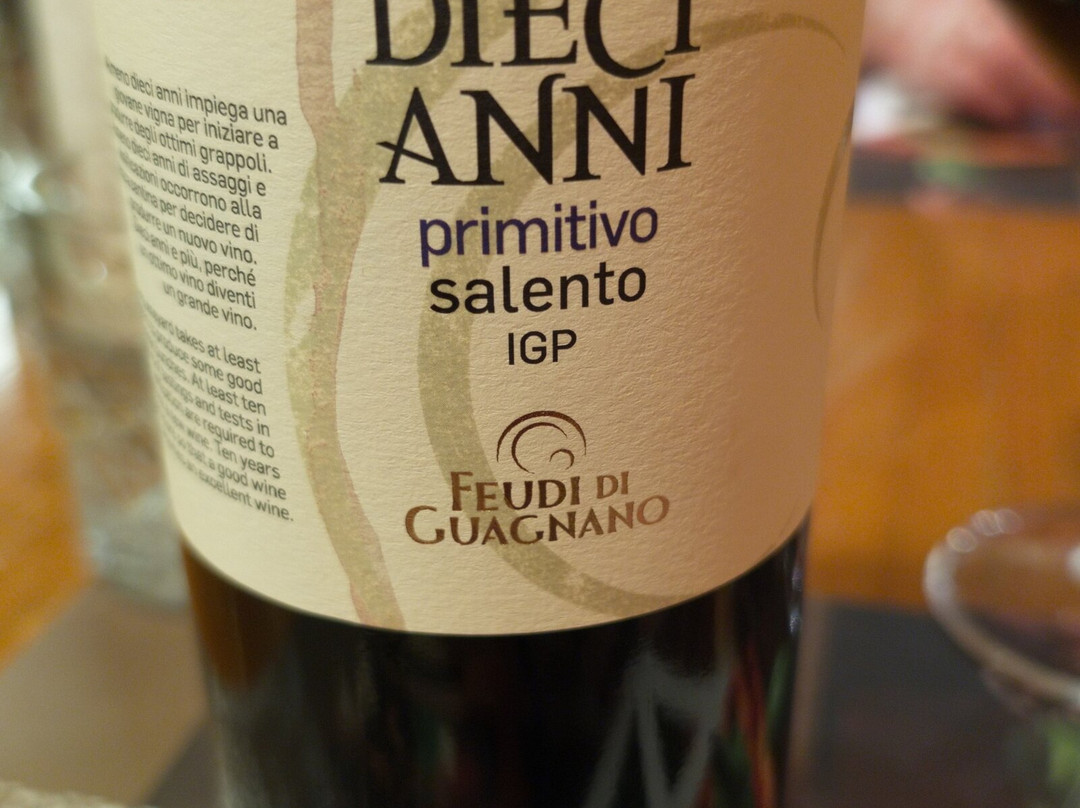 DIECI
ANNI
primitivo
salento
IGP
FEUDI DI
GUAGNANO
dieci anni impiega una
vigna per iniziare a
degli ottimi grappoli.
dieci anni di assaggi e
occorrono alla
per decidere di
un nuovo vino.
anni e più, perché
ottimo vino diventi
un grande vino.
takes at least
produce some good
At least ten
and tests in
are required to
wine. Ten years
a good wine
excellent wine.